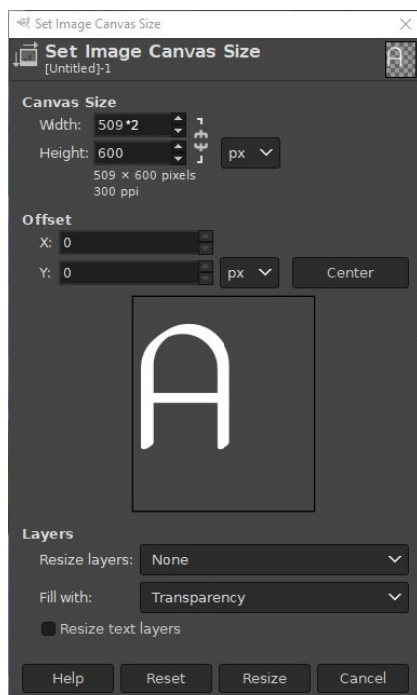 Set Image Canvas Size
Set Image Canvas Size
[Untitled]-1
Canvas Size
Width: 509*2
Height: 600 px
509 × 600 pixels
300 ppi
Offset
X: 0
Y: 0 px Center
A
Layers
Resize layers: None
Fill with: Transparency
Resize text layers
Help Reset Resize Cancel